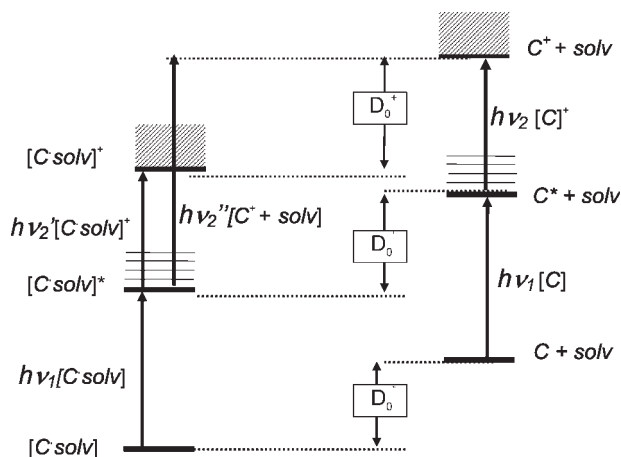 C⁺ + solv
D₀⁺
hν₂ [C]⁺
[C solv]⁺
C* + solv
hν₂'[C solv]⁺
hν₂''[C⁺ + solv]
D₀*
[C solv]*
hν₁ [C]
C + solv
hν₁[C solv]
D₀
[C solv]